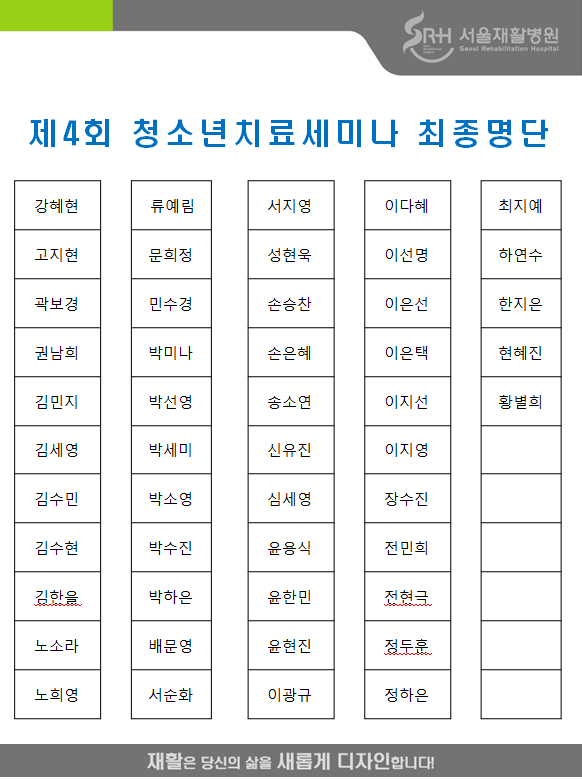 SRH 서울재활병원
Seoul Rehabilitation Hospital
제4회 청소년치료세미나 최종명단
강혜현 류예림 서지영 이다혜 최지예
고지현 문희정 성현욱 이선명 하연수
곽보경 민수경 손승찬 이은선 한지은
권남희 박미나 손은혜 이은택 현혜진
김민지 박선영 송소연 이지선 황별희
김세영 박세미 신유진 이지영
김수민 박소영 심세영 장수진
김수현 박수진 윤용식 전민희
김한을 박하은 윤한민 전현극
노소라 배문영 윤현진 정두훈
노희영 서순화 이광규 정하은
재활은 당신의 삶을 새롭게 디자인합니다!